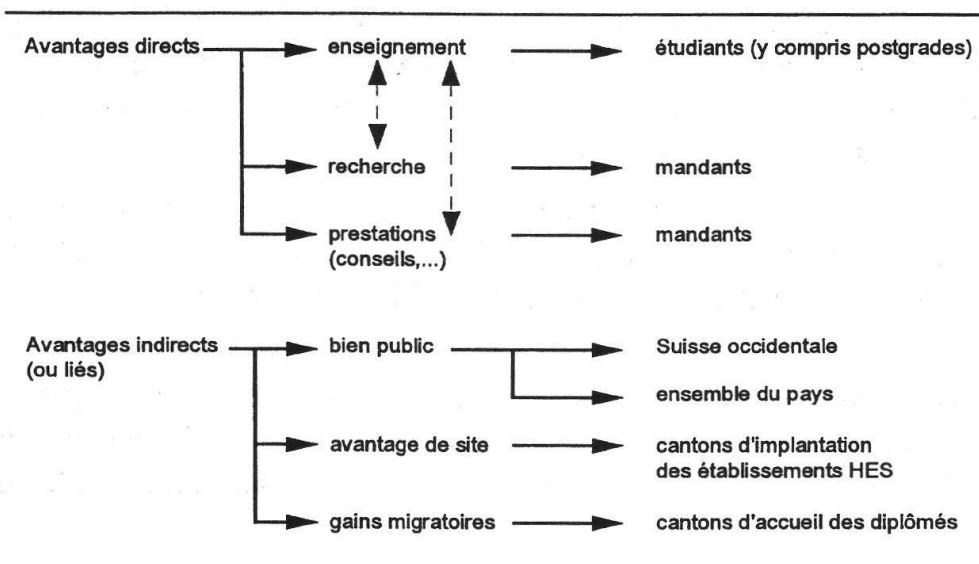 Avantages directs enseignement étudiants (y compris postgrades)
recherche mandants
prestations mandants
(conseils,...)
Avantages indirects bien public Suisse occidentale
(ou liés)
ensemble du pays
avantage de site cantons d'implantation
des établissements HES
gains migratoires cantons d'accueil des diplômés